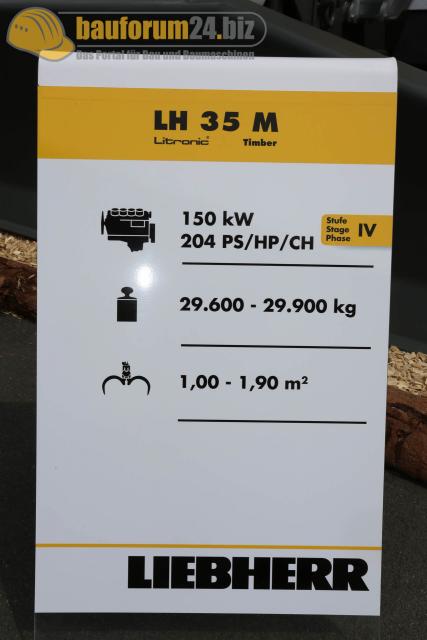 bauforum24.biz
Das Portal für Bau und Baumaschinen
LH 35 M
Litronic® Timber
150 kW
204 PS/HP/CH
Stufe
Stage
Phase
IV
29.600 - 29.900 kg
1,00 - 1,90 m²
LIEBHERR